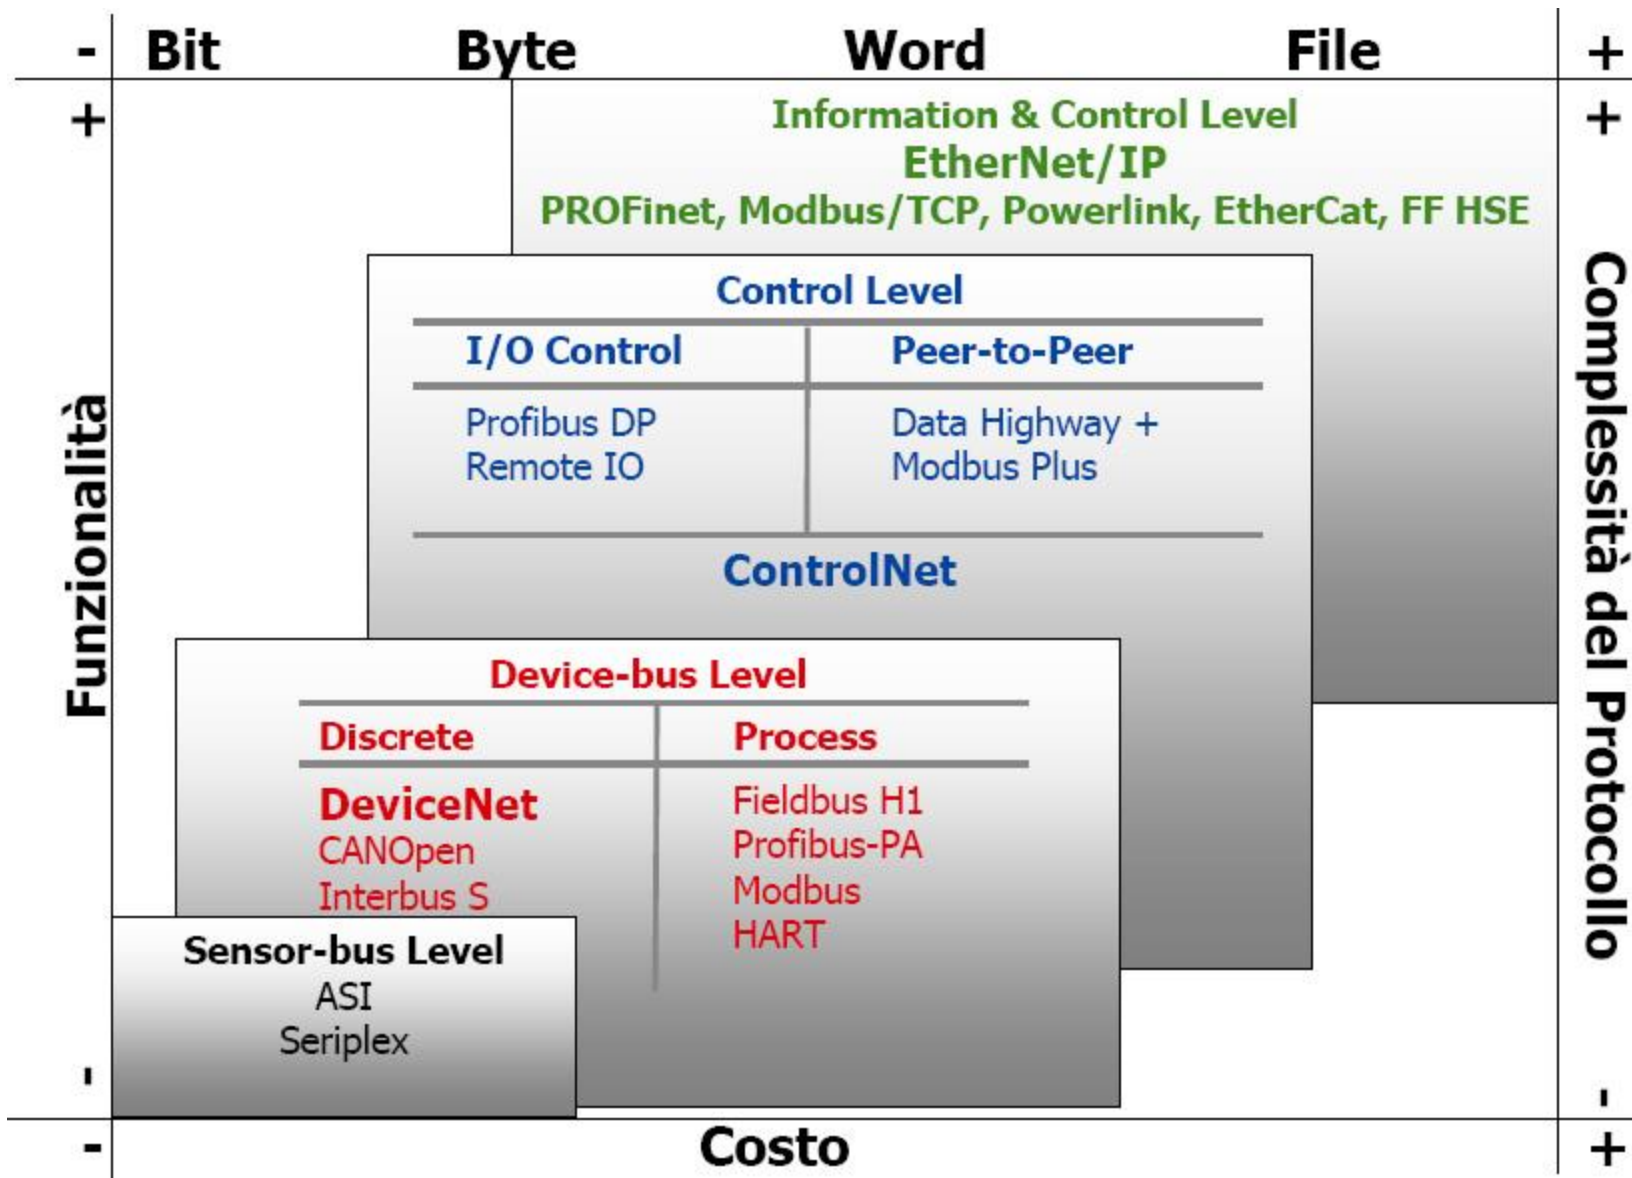 - Bit Byte Word File +
+ +
Information & Control Level
EtherNet/IP
PROFinet, Modbus/TCP, Powerlink, EtherCat, FF HSE
Control Level
I/O Control Peer-to-Peer
Profibus DP Data Highway +
Remote IO Modbus Plus
ControlNet
Device-bus Level
Discrete Process
DeviceNet Fieldbus H1
CANOpen Profibus-PA
Interbus S Modbus
HART
Sensor-bus Level
ASI
Seriplex
Funzionalità
Complessità del Protocollo
- -
- Costo +